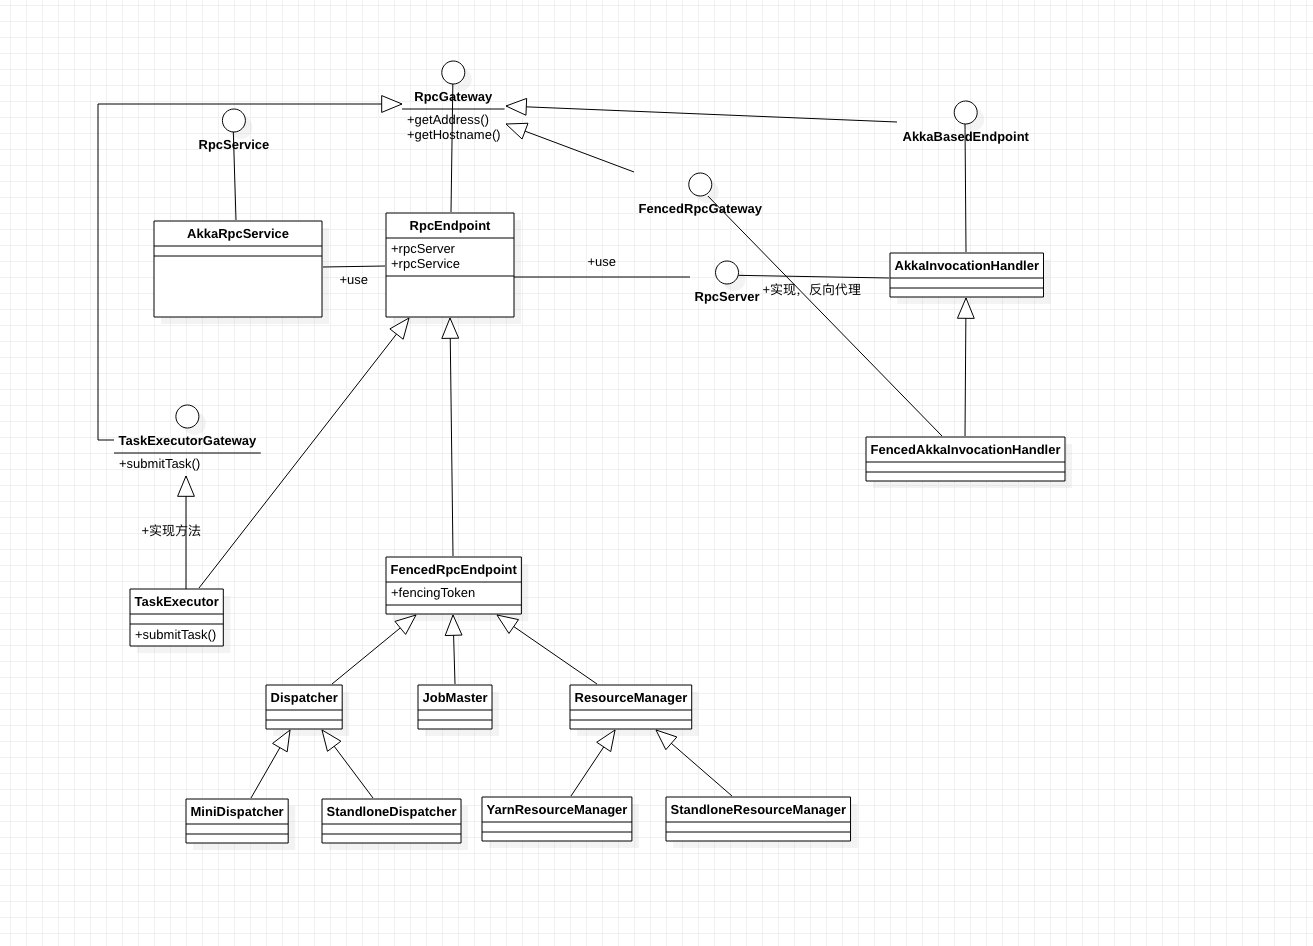 RpcGateway
+getAddress()
+getHostname()
RpcService
AkkaBasedEndpoint
FencedRpcGateway
AkkaRpcService
RpcEndpoint
+rpcServer
+rpcService
+use
+use
RpcServer
+实现，反向代理
AkkaInvocationHandler
TaskExecutorGateway
+submitTask()
FencedAkkaInvocationHandler
+实现方法
TaskExecutor
+submitTask()
FencedRpcEndpoint
+fencingToken
Dispatcher
JobMaster
ResourceManager
MiniDispatcher
StandloneDispatcher
YarnResourceManager
StandloneResourceManager